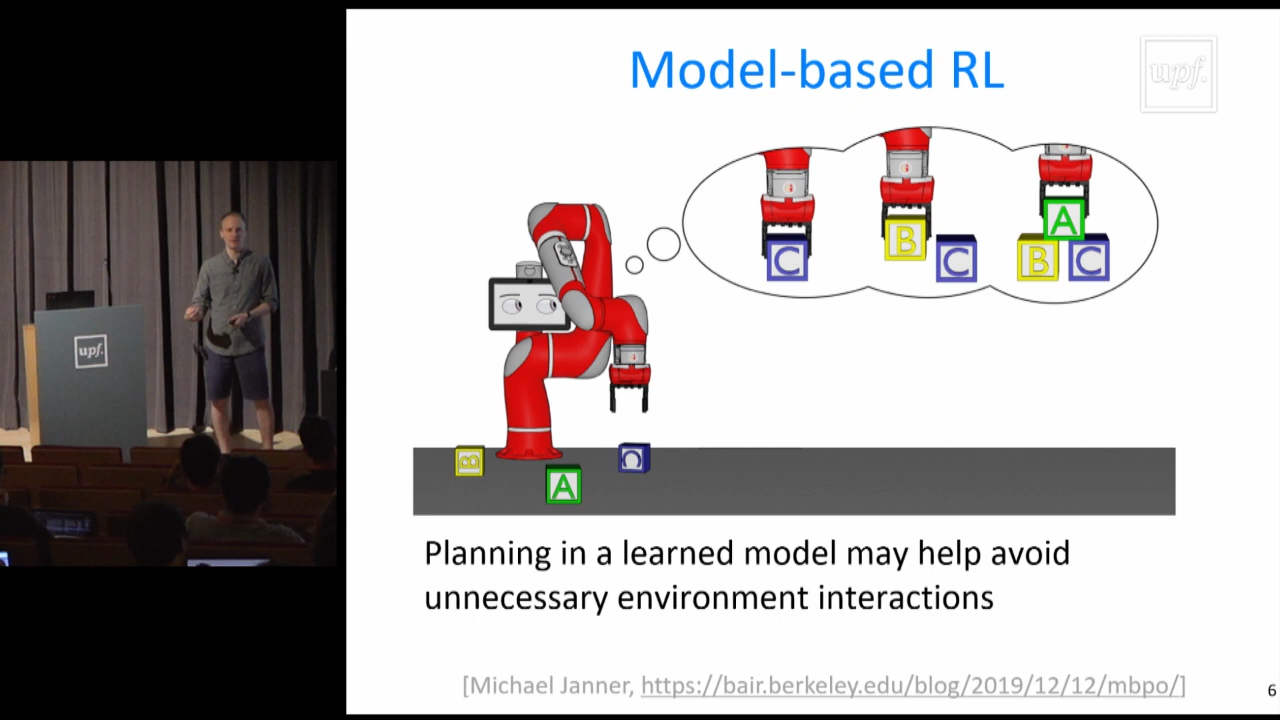 Model-based RL
upf.
C
B
C
A
B
C
upf.
B
A
C
Planning in a learned model may help avoid
unnecessary environment interactions
[Michael Janner, https://bair.berkeley.edu/blog/2019/12/12/mbpo/]
6